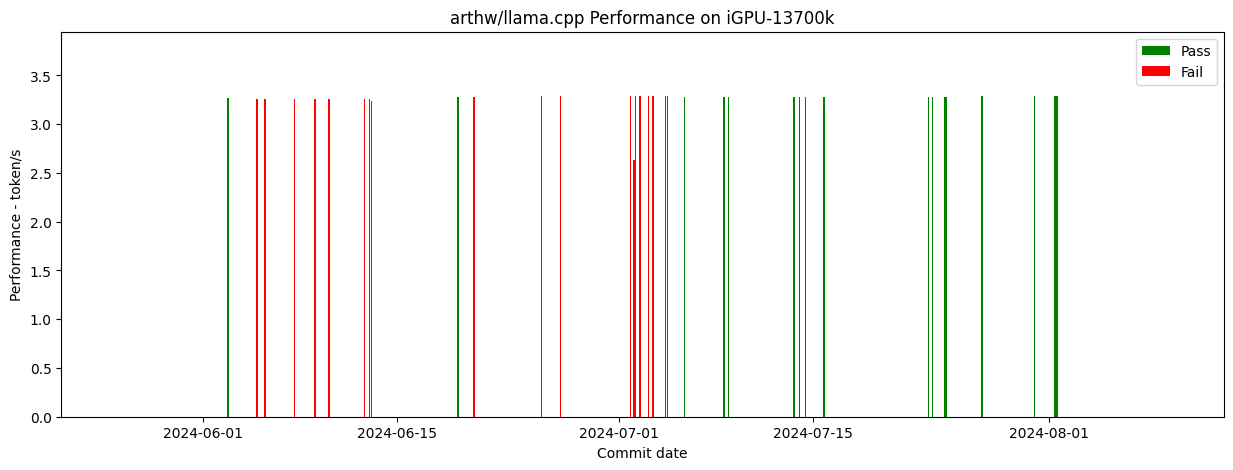 arthw/llama.cpp Performance on iGPU-13700k
Pass
Fail
Performance - token/s
3.5
3.0
2.5
2.0
1.5
1.0
0.5
0.0
2024-06-01
2024-06-15
2024-07-01
2024-07-15
2024-08-01
Commit date